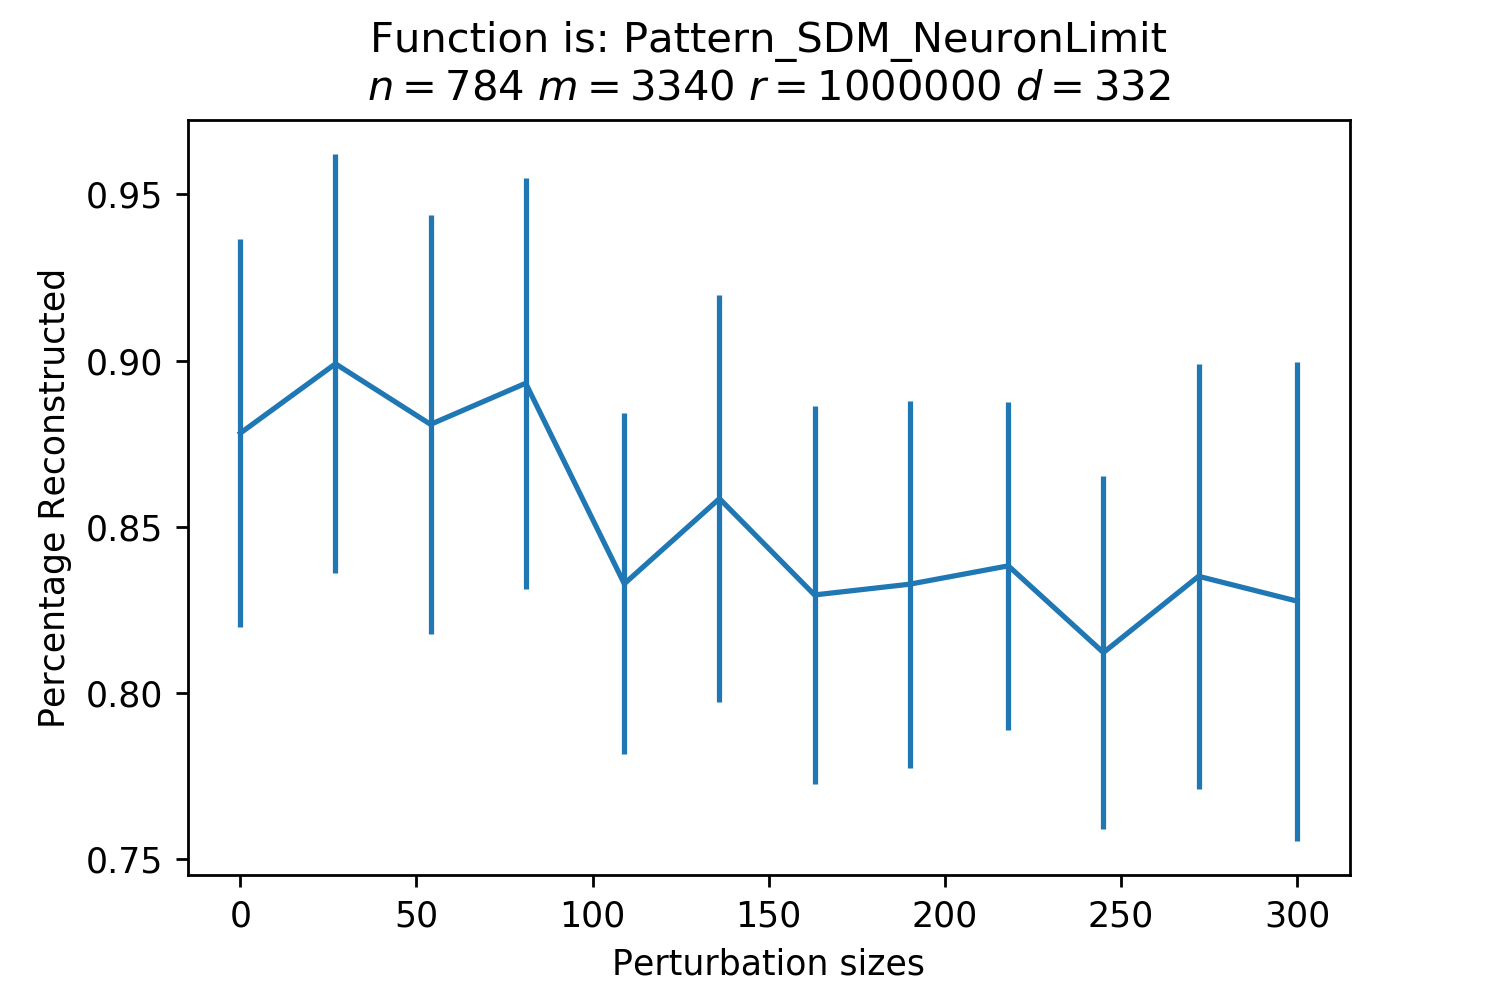 Function is: Pattern_SDM_NeuronLimit
n = 784 m = 3340 r = 1000000 d = 332
Percentage Reconstructed
0.95
0.90
0.85
0.80
0.75
0 50 100 150 200 250 300
Perturbation sizes